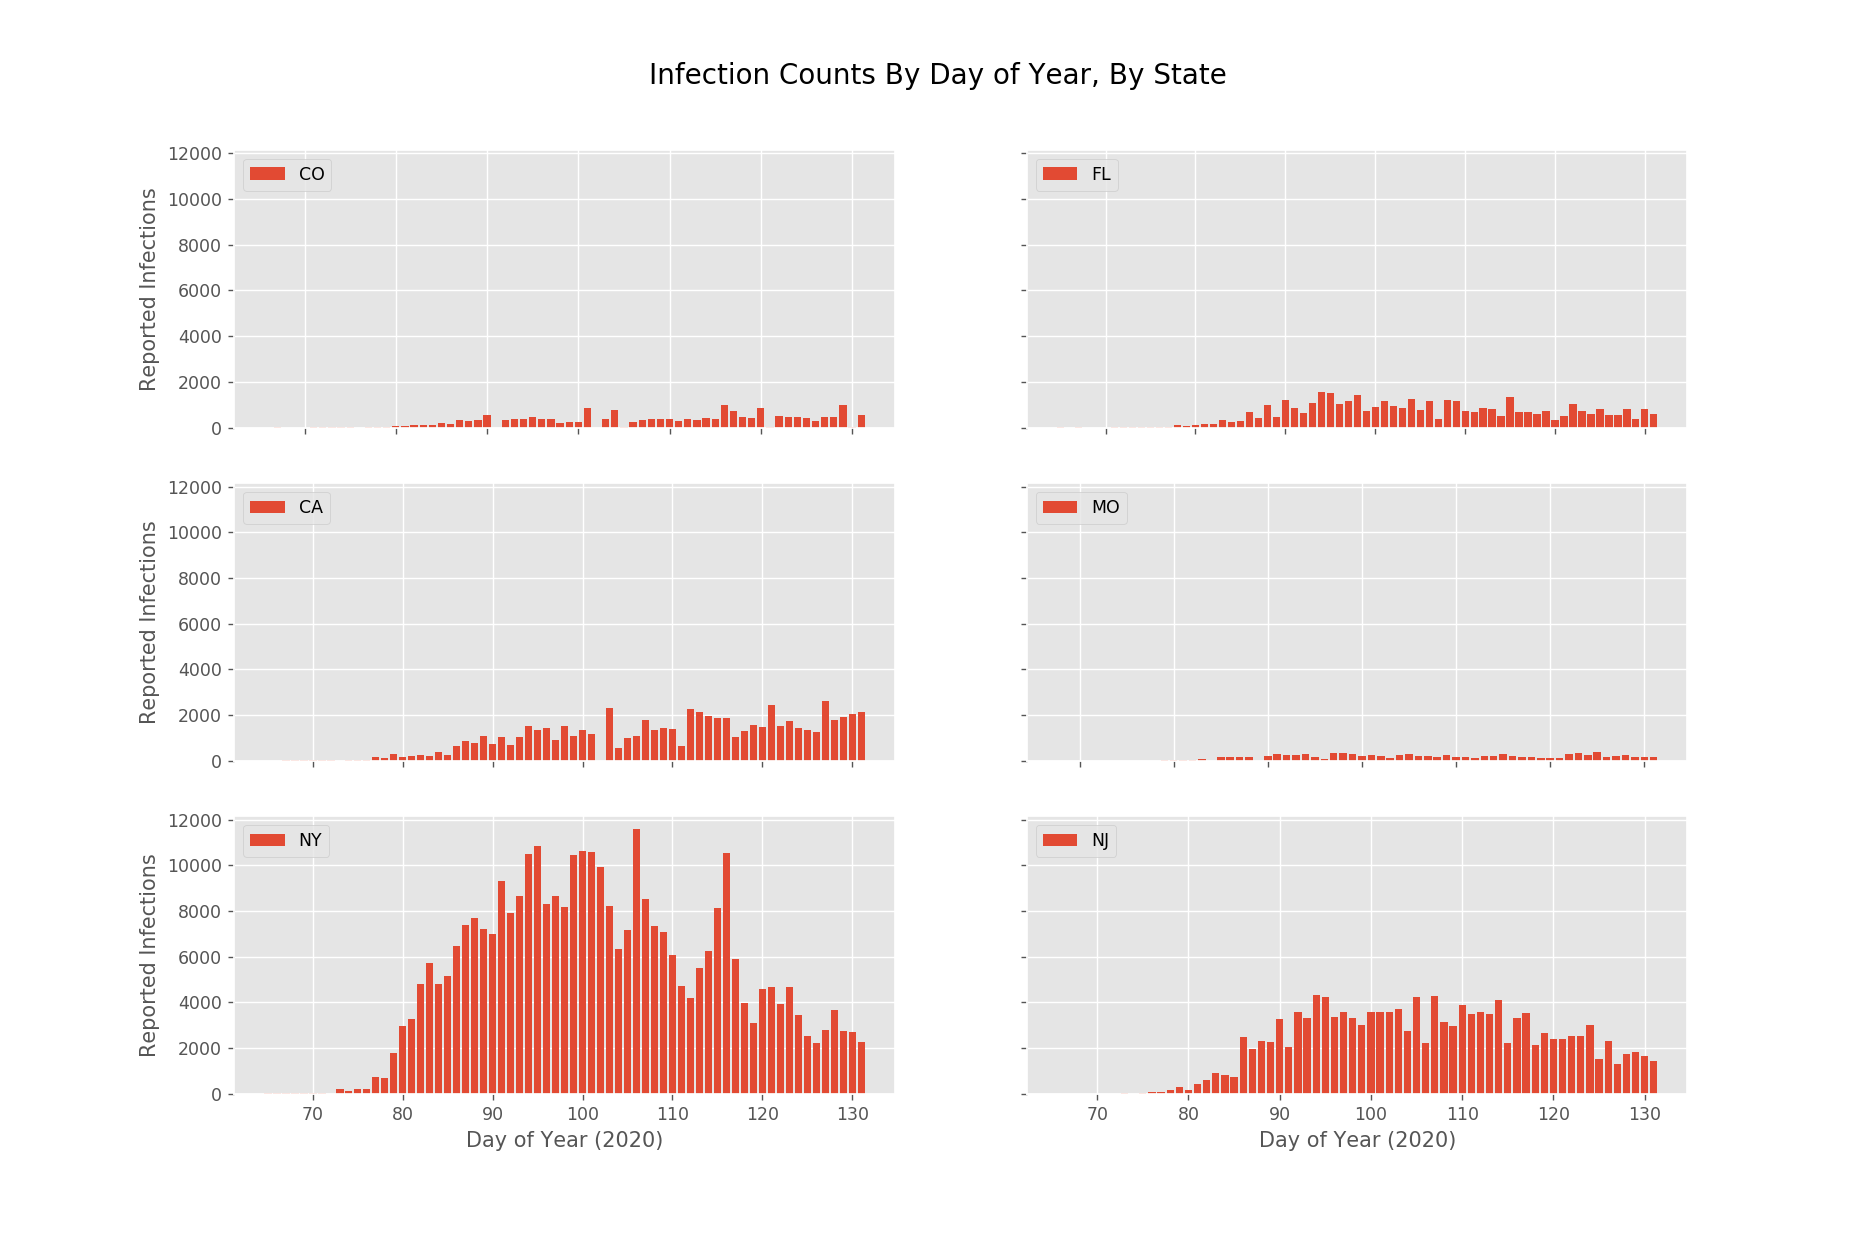 Infection Counts By Day of Year, By State
12000
10000
8000
6000
4000
2000
0
Reported Infections
CO
FL
12000
10000
8000
6000
4000
2000
0
Reported Infections
CA
MO
12000
10000
8000
6000
4000
2000
0
Reported Infections
NY
NJ
70 80 90 100 110 120 130
70 80 90 100 110 120 130
Day of Year (2020)
Day of Year (2020)